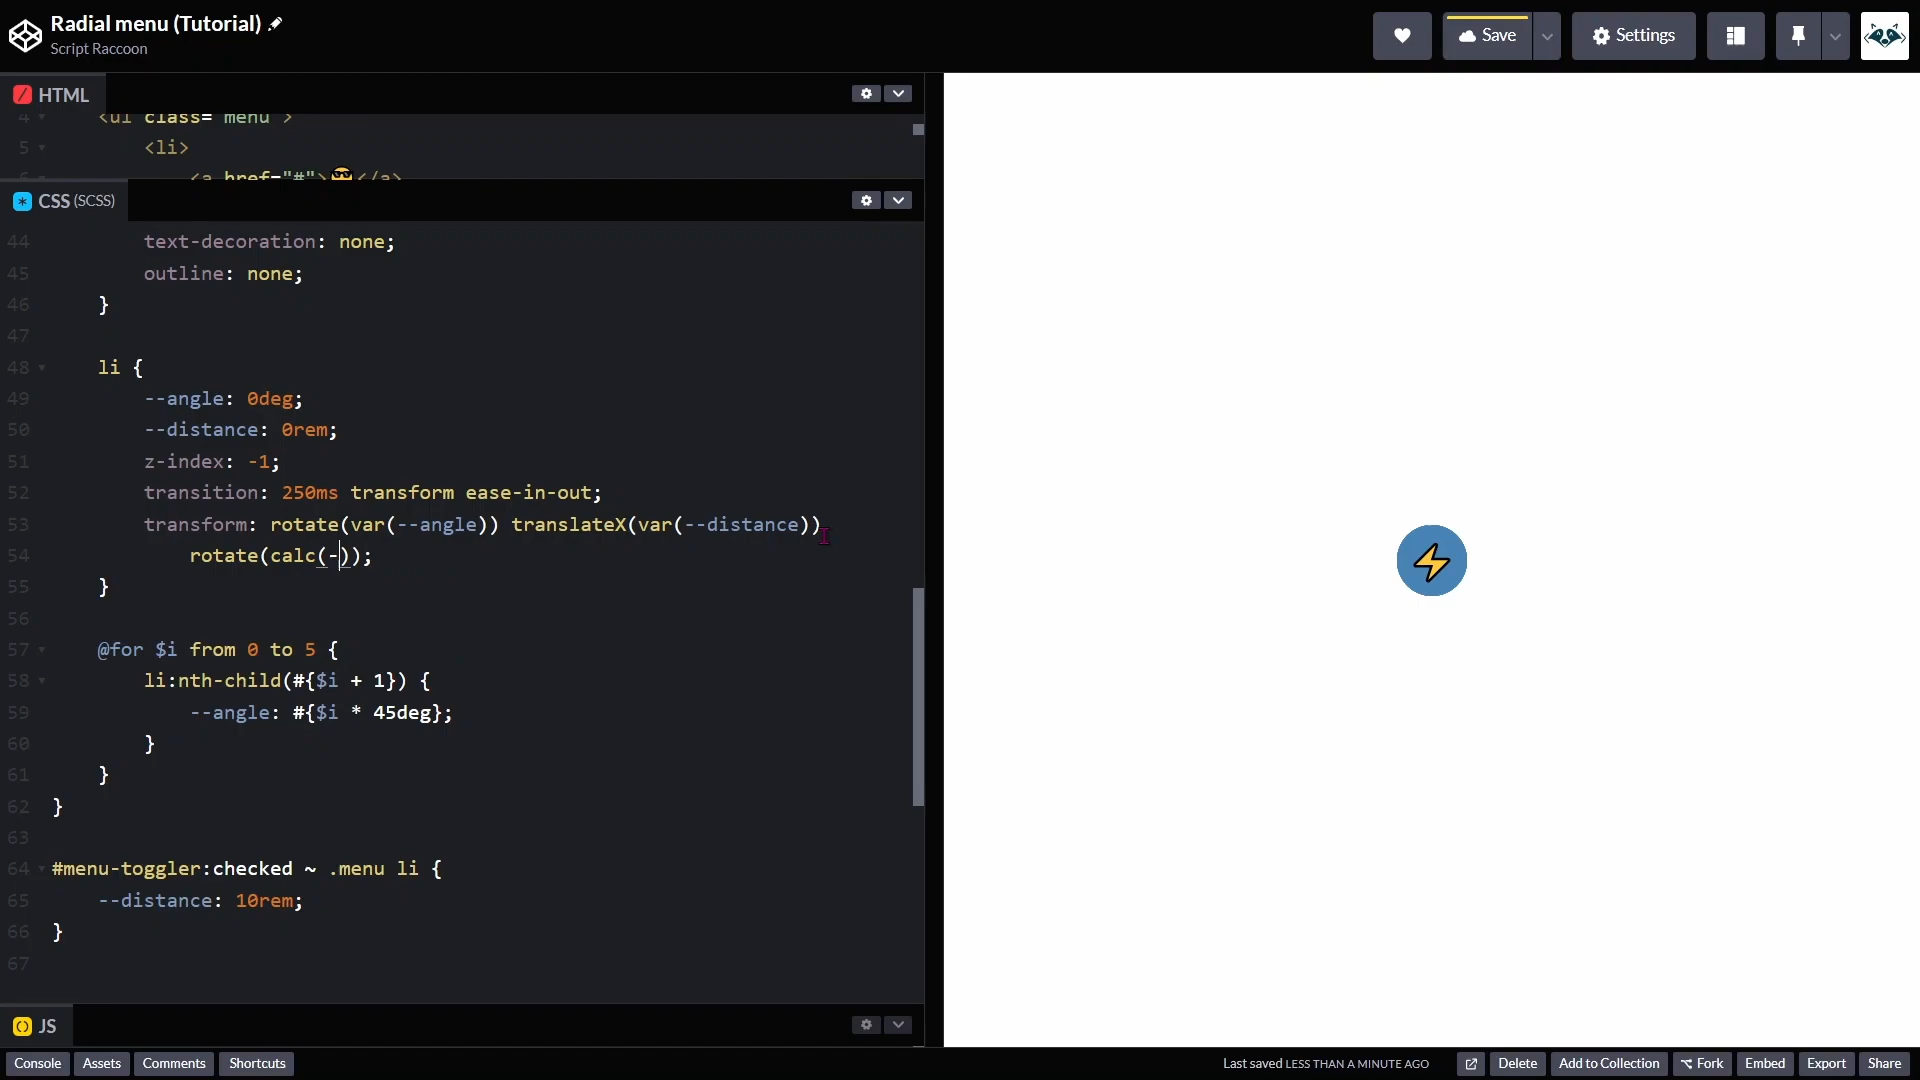 Radial menu (Tutorial)
Script Raccoon
Save
Settings
HTML
4 <ul class="menu">
5 <li>
6 <a href="#">😎</a>
CSS (SCSS)
44 text-decoration: none;
45 outline: none;
46 }
47
48 li {
49 --angle: 0deg;
50 --distance: 0rem;
51 z-index: -1;
52 transition: 250ms transform ease-in-out;
53 transform: rotate(var(--angle)) translateX(var(--distance))
54 rotate(calc(-));
55 }
56
57 @for $i from 0 to 5 {
58 li:nth-child(#{$i + 1}) {
59 --angle: #{$i * 45deg};
60 }
61 }
62 }
63
64 #menu-toggler:checked ~ .menu li {
65 --distance: 10rem;
66 }
67
JS
Console Assets Comments Shortcuts Last saved LESS THAN A MINUTE AGO Delete Add to Collection Fork Embed Export Share